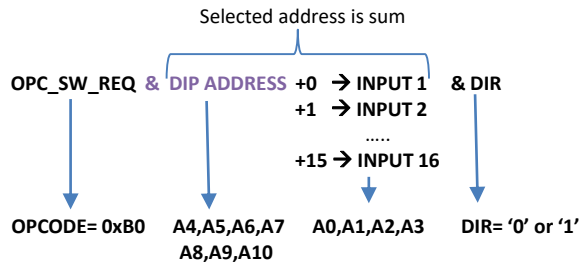 Selected address is sum
OPC_SW_REQ & DIP ADDRESS +0 → INPUT 1 & DIR
+1 → INPUT 2
.....
+15 → INPUT 16
OPCODE= 0xB0 A4,A5,A6,A7 A0,A1,A2,A3 DIR= ‘0’ or ‘1’
A8,A9,A10